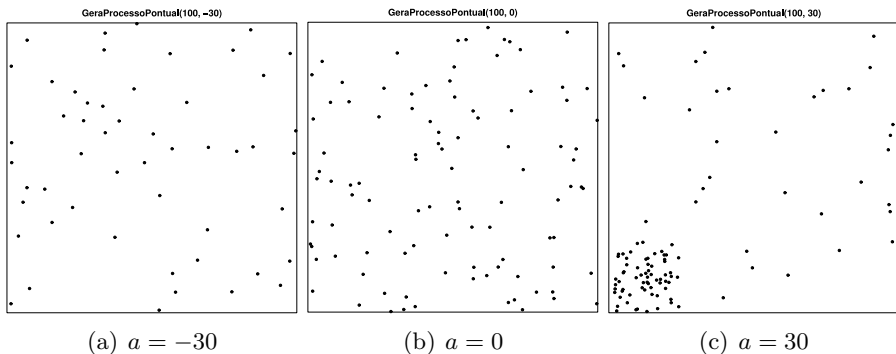 GeraProcessoPontual(100, −30)
GeraProcessoPontual(100, 0)
GeraProcessoPontual(100, 30)
(a) a = −30
(b) a = 0
(c) a = 30